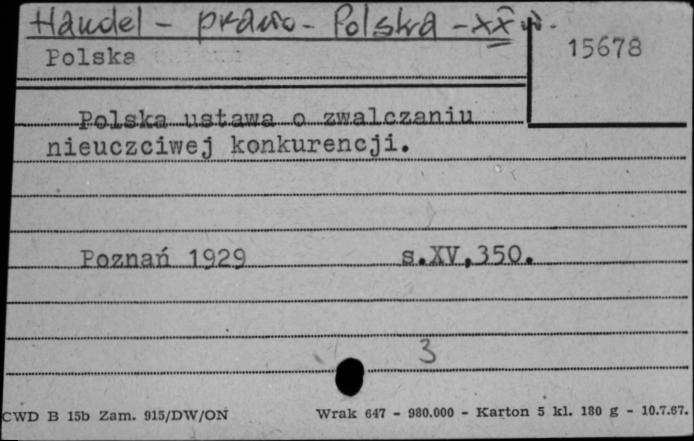 Handel - prawo - Polska - XX w.
15678
Polska
Polska ustawa o zwalczaniu
nieuczciwej konkurencji.
Poznań 1929 s.XV,350.
3
CWD B 15b Zam. 915/DW/ON Wrak 647 - 980.000 - Karton 5 kl. 180 g - 10.7.67.